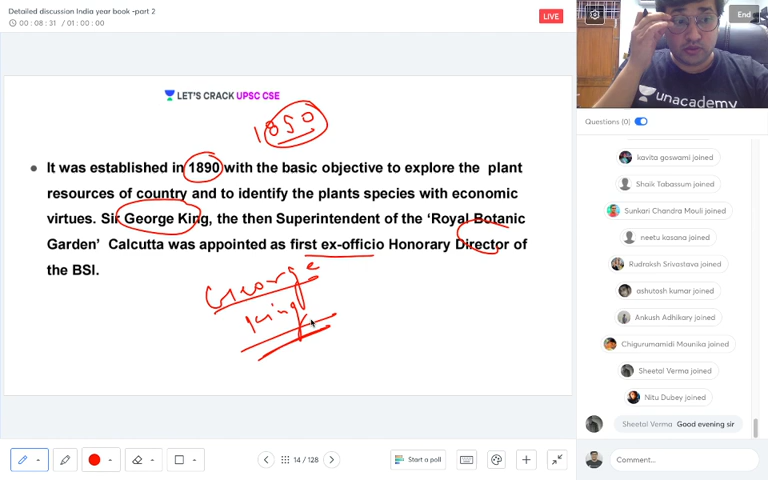 Detailed discussion India year book -part 2
00 : 08 : 31 / 01 : 00 : 00
LIVE
End
unacademy
LET'S CRACK UPSC CSE
1850
It was established in 1890 with the basic objective to explore the plant
resources of country and to identify the plants species with economic
virtues. Sir George King, the then Superintendent of the ‘Royal Botanic
Garden’ Calcutta was appointed as first ex-officio Honorary Director of
the BSI.
George
King
Questions (0)
kavita goswami joined
Shaik Tabassum joined
Sunkari Chandra Mouli joined
neetu kasana joined
Rudraksh Srivastava joined
ashutosh kumar joined
Ankush Adhikary joined
Chigurumamidi Mounika joined
Sheetal Verma joined
Nitu Dubey joined
Sheetal Verma Good evening sir
14 / 128
Start a poll
Comment...